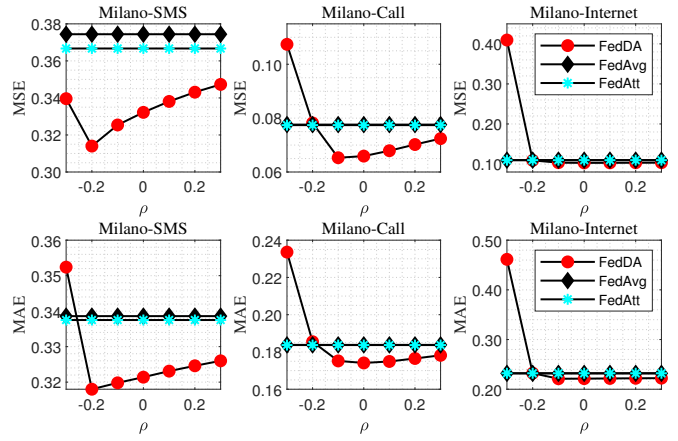 Milano-SMS
MSE
0.38
0.36
0.34
0.32
0.30
-0.2
0
0.2
ρ
Milano-Call
MSE
0.10
0.08
0.06
-0.2
0
0.2
ρ
Milano-Internet
MSE
0.40
0.30
0.20
0.10
-0.2
0
0.2
ρ
FedDA
FedAvg
FedAtt
Milano-SMS
MAE
0.36
0.35
0.34
0.33
0.32
-0.2
0
0.2
ρ
Milano-Call
MAE
0.24
0.22
0.20
0.18
0.16
-0.2
0
0.2
ρ
Milano-Internet
MAE
0.50
0.40
0.30
0.20
-0.2
0
0.2
ρ
FedDA
FedAvg
FedAtt